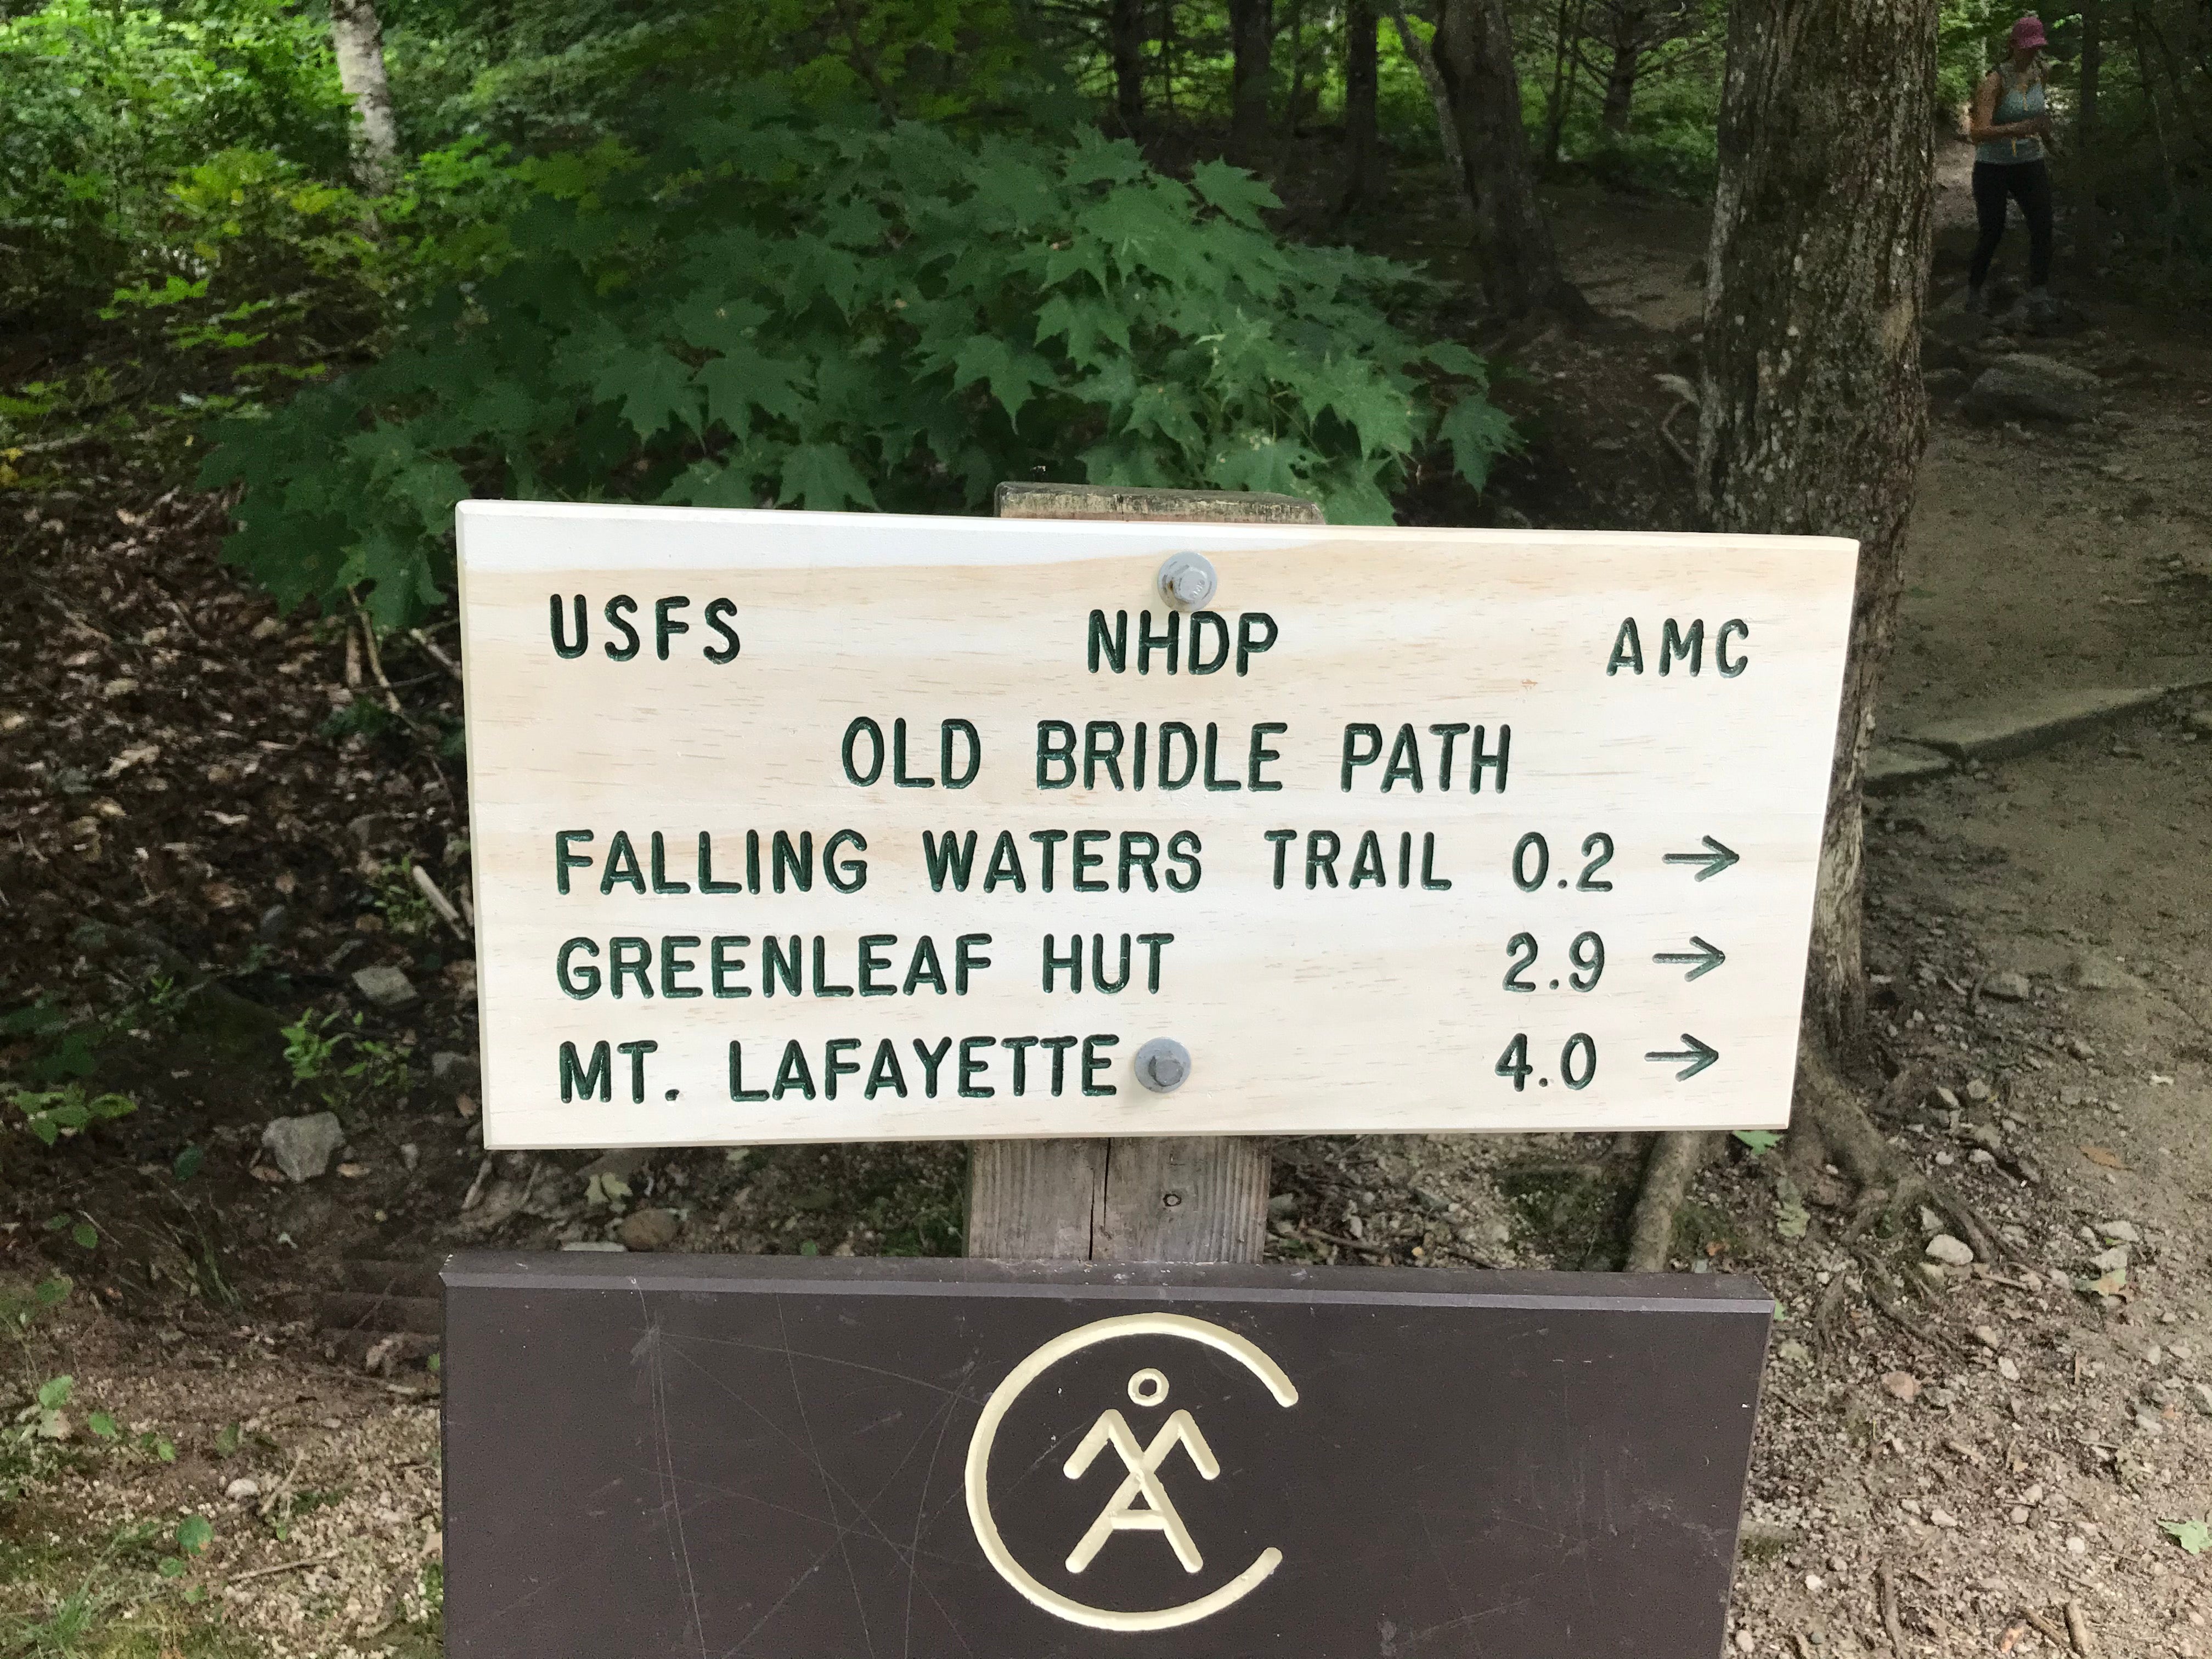 USFS NHDP AMC
OLD BRIDLE PATH
FALLING WATERS TRAIL 0.2 →
GREENLEAF HUT 2.9 →
MT. LAFAYETTE 4.0 →
AMC